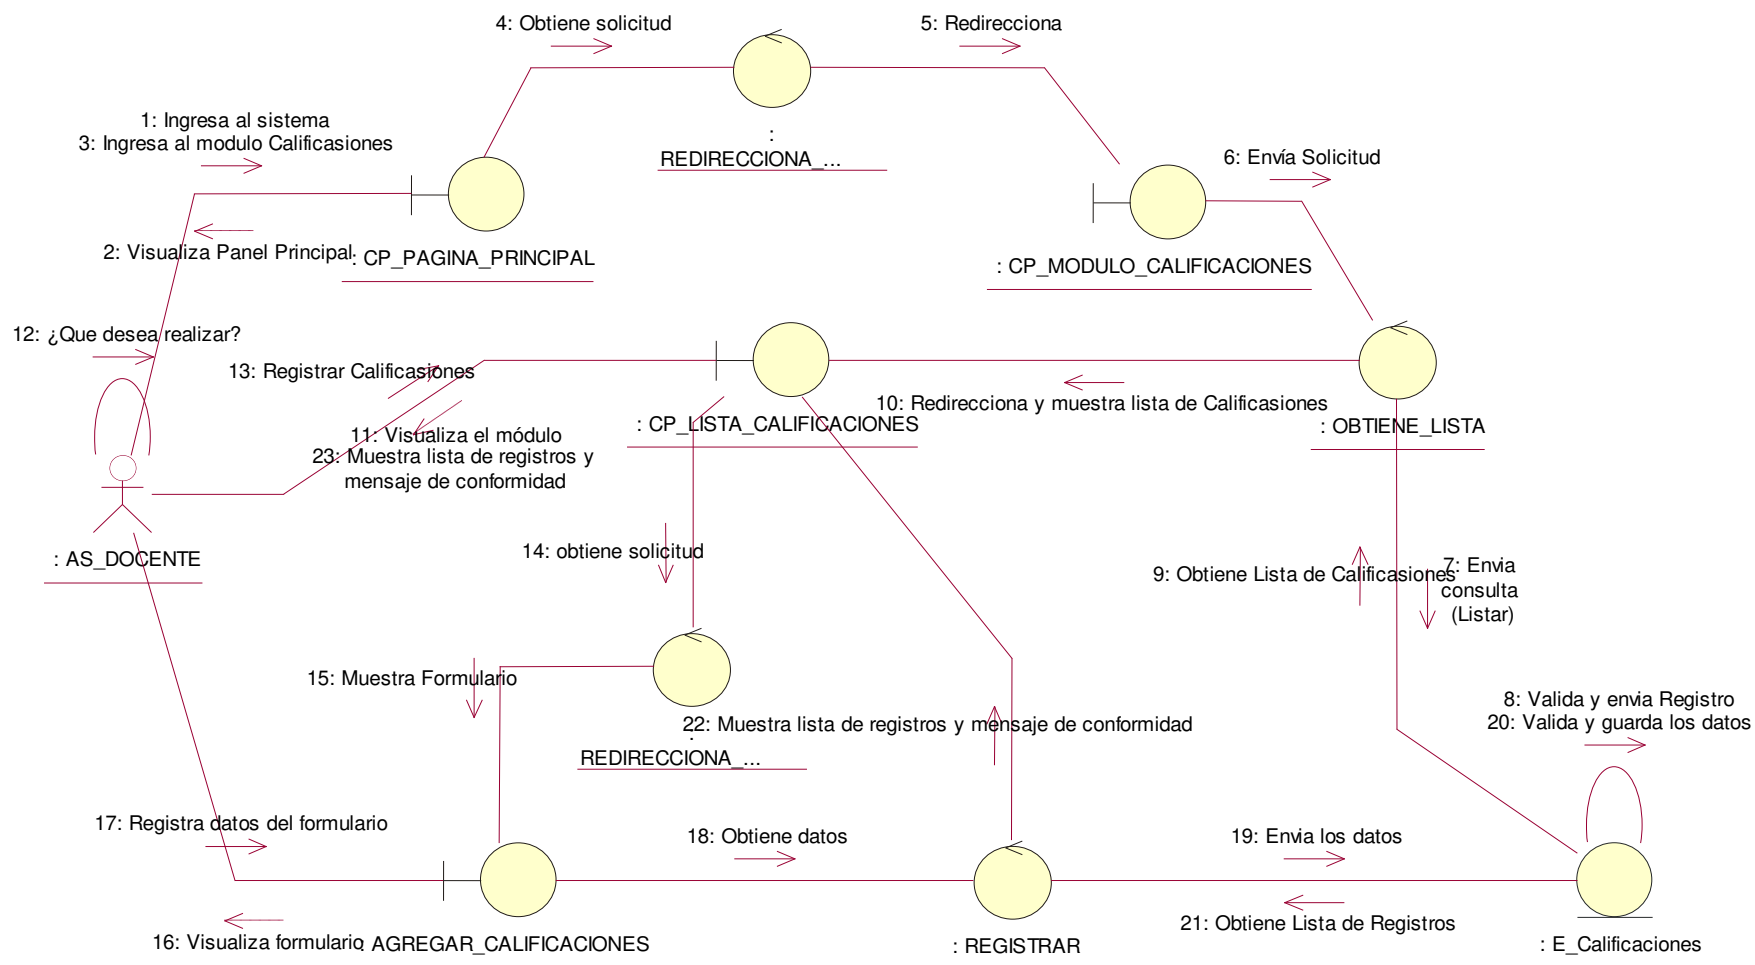 4: Obtiene solicitud
5: Redirecciona
1: Ingresa al sistema
3: Ingresa al modulo Calificasiones
:
REDIRECCIONA_...
6: Envía Solicitud
2: Visualiza Panel Principal
: CP_PAGINA_PRINCIPAL
: CP_MODULO_CALIFICACIONES
12: ¿Que desea realizar?
13: Registrar Calificasiones
10: Redirecciona y muestra lista de Calificasiones
: CP_LISTA_CALIFICACIONES
: OBTIENE_LISTA
11: Visualiza el módulo
23: Muestra lista de registros y
mensaje de conformidad
: AS_DOCENTE
14: obtiene solicitud
9: Obtiene Lista de Calificasiones
7: Envia
consulta
(Listar)
15: Muestra Formulario
22: Muestra lista de registros y mensaje de conformidad
:
REDIRECCIONA_...
8: Valida y envia Registro
20: Valida y guarda los datos
17: Registra datos del formulario
18: Obtiene datos
19: Envia los datos
16: Visualiza formulario
: AGREGAR_CALIFICACIONES
: REGISTRAR
21: Obtiene Lista de Registros
: E_Calificaciones